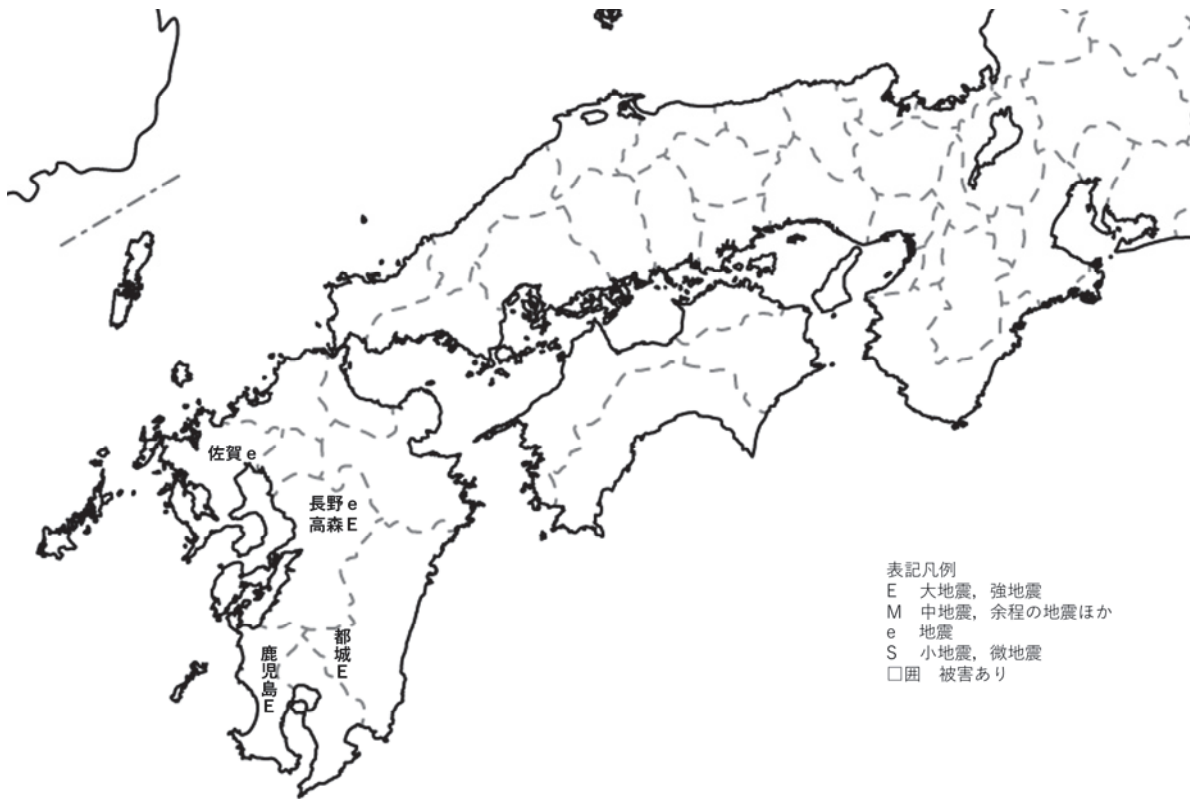 佐賀 e
長野 e
高森 E
都城 E
鹿児島 E
表記凡例
E 大地震，強地震
M 中地震，余程の地震ほか
e 地震
S 小地震，微地震
□囲 被害あり